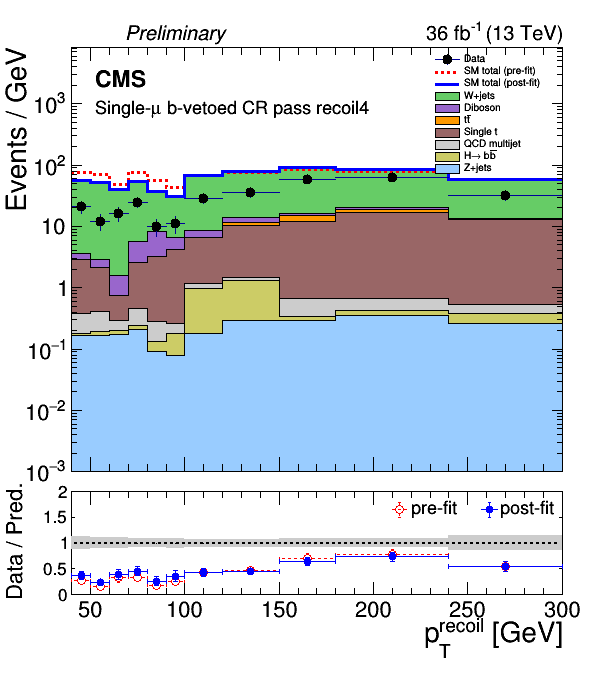 Preliminary 36 fb⁻¹ (13 TeV)
CMS
Single-μ b-vetoed CR pass recoil4
Data
SM total (pre-fit)
SM total (post-fit)
W+jets
Diboson
tt̅
Single t
QCD multijet
H→ bb̅
Z+jets
Events / GeV
10³
10²
10
1
10⁻¹
10⁻²
10⁻³
Data / Pred.
2
1.5
1
0.5
0
pre-fit post-fit
50 100 150 200 250 300
p_T^recoil [GeV]